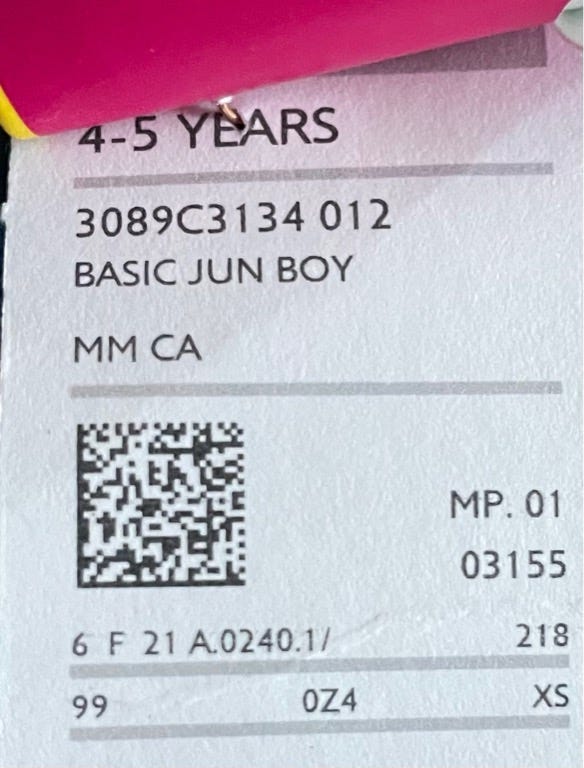 4-5 YEARS
3089C3134 012
BASIC JUN BOY
MM CA
MP. 01
03155
6 F 21 A.0240.1/ 218
99 0Z4 XS